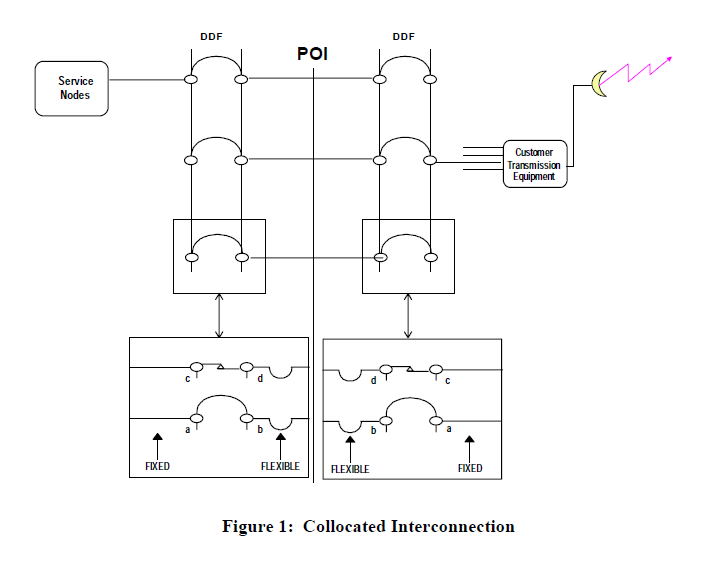 DDF
DDF
POI
Service
Nodes
Customer
Transmission
Equipment
c
d
d
c
a
b
b
a
FIXED
FLEXIBLE
FLEXIBLE
FIXED
Figure 1: Collocated Interconnection